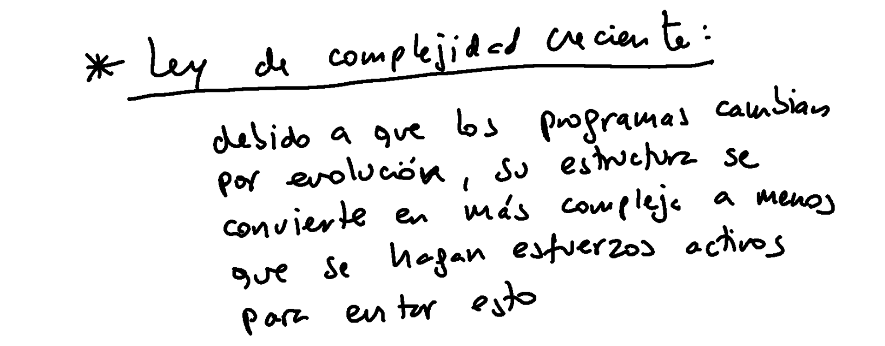 * Ley de complejidad creciente:
debido a que los programas cambian
por evolución, su estructura se
convierte en más compleja a menos
que se hagan esfuerzos activos
para evitar esto